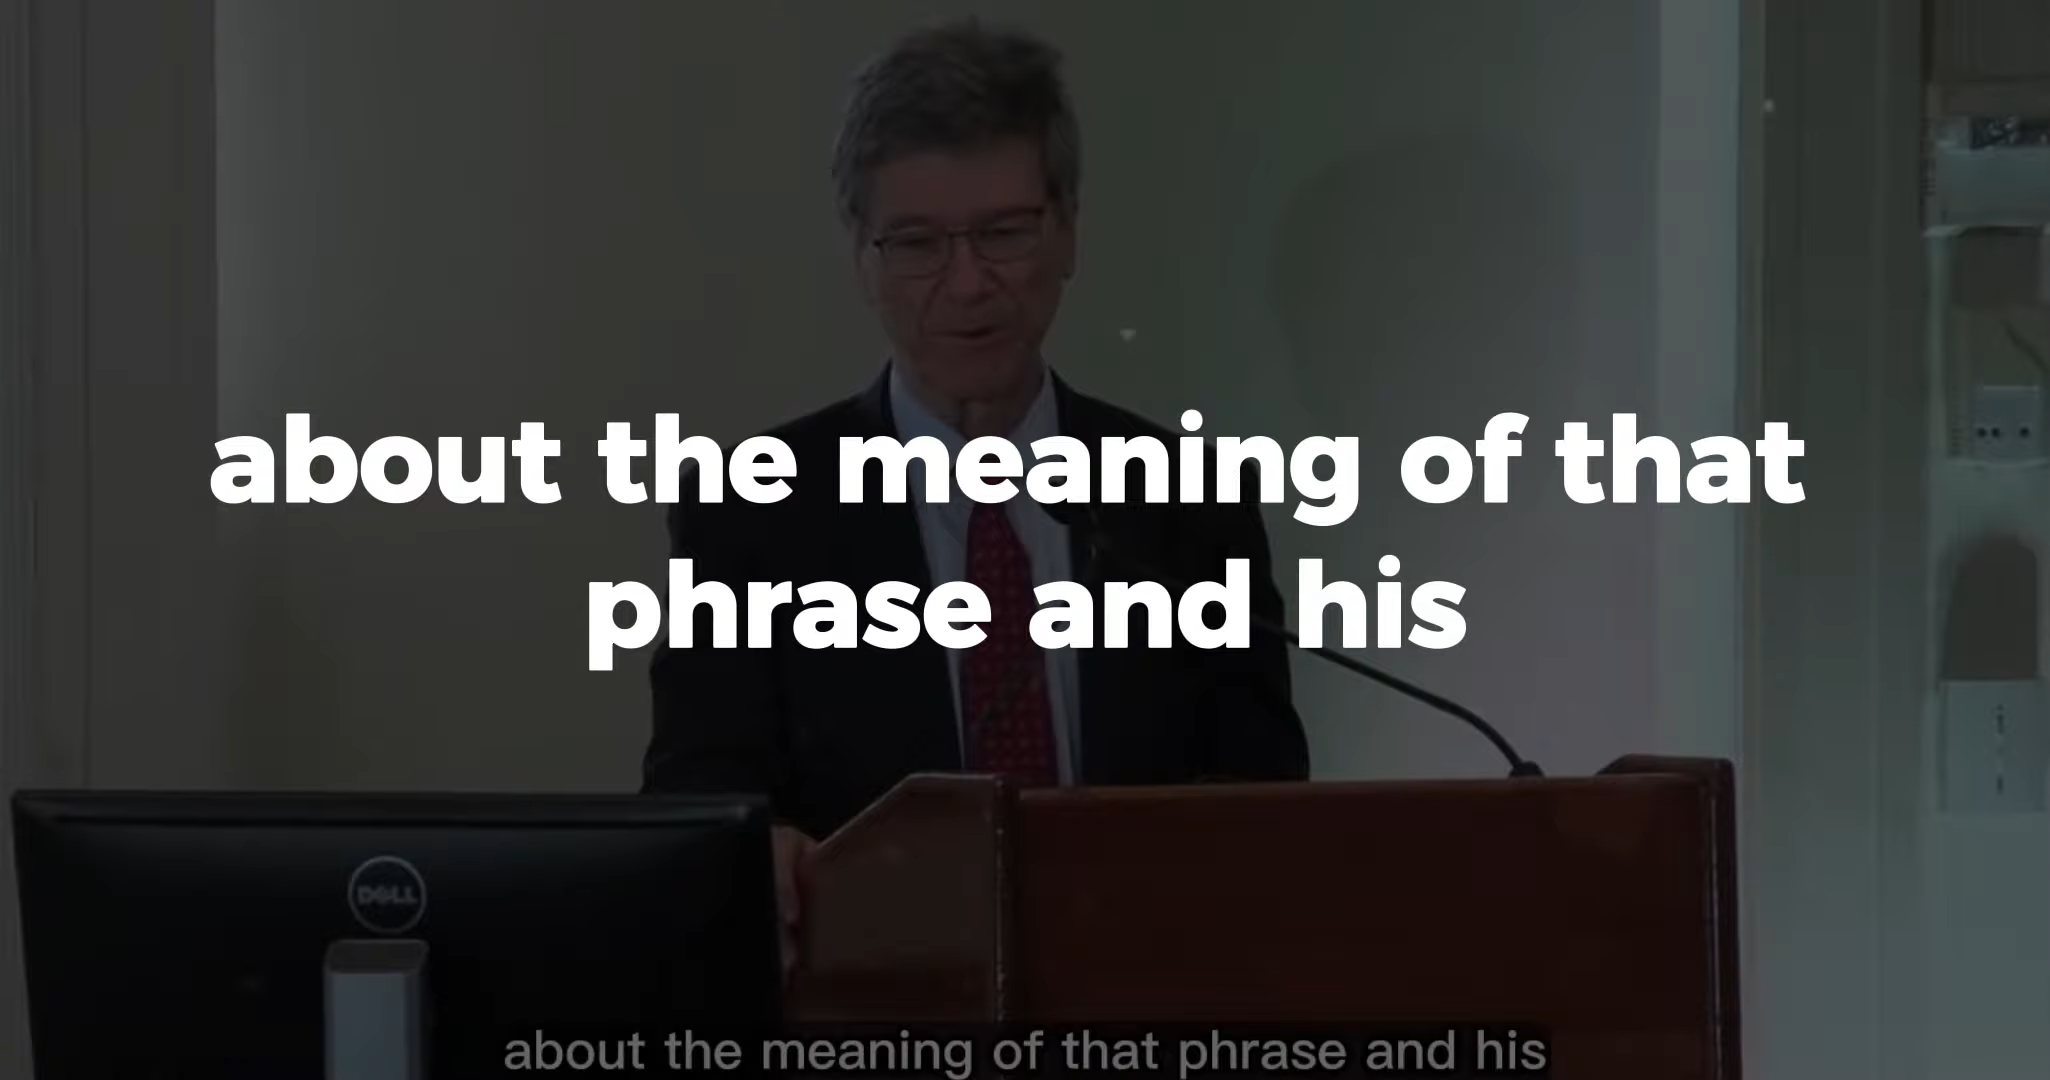 about the meaning of that
phrase and his
DELL
about the meaning of that phrase and his